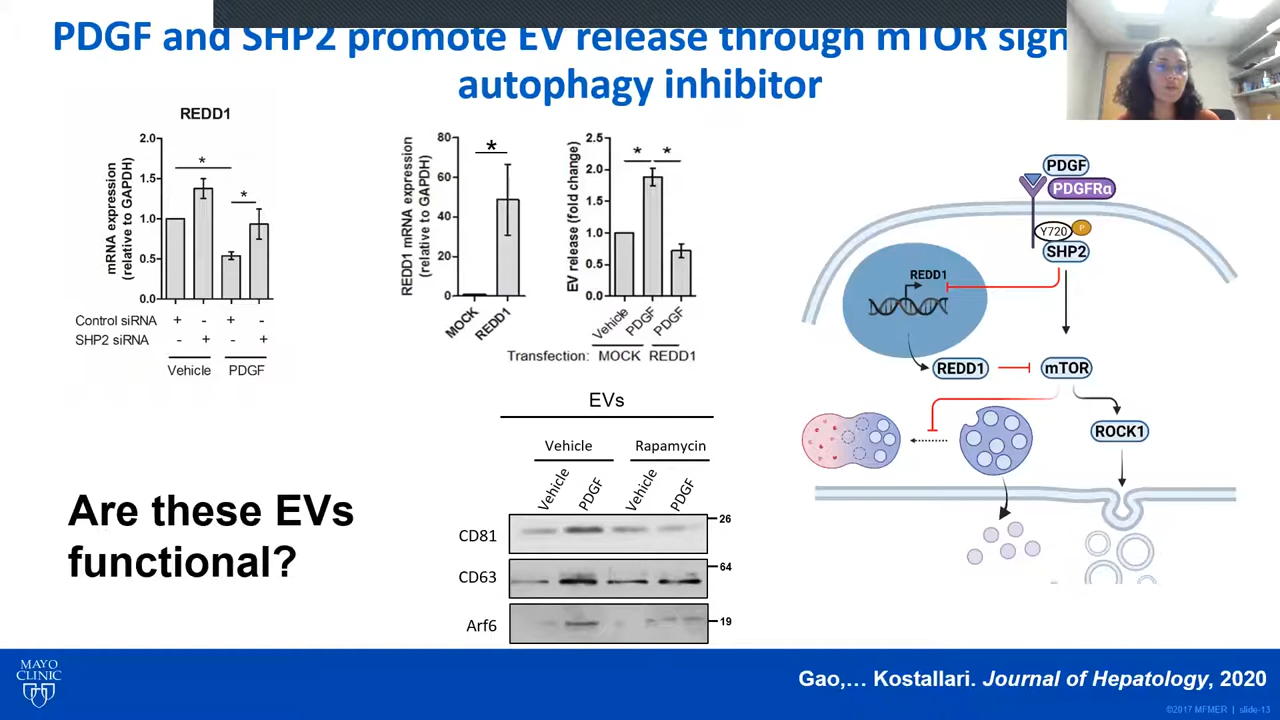 PDGF and SHP2 promote EV release through mTOR sign
autophagy inhibitor
REDD1
mRNA expression
(relative to GAPDH)
2.0
1.5
1.0
0.5
0.0
*
*
Control siRNA + - + -
SHP2 siRNA - + - +
Vehicle PDGF
REDD1 mRNA expression
(relative to GAPDH)
80
60
40
20
0
*
MOCK REDD1
EV release (fold change)
2.5
2.0
1.5
1.0
0.5
0.0
* *
Vehicle PDGF PDGF
Transfection: MOCK REDD1
EVs
Vehicle Rapamycin
Vehicle PDGF Vehicle PDGF
CD81 26
CD63 64
Arf6 19
Are these EVs
functional?
PDGF
PDGFRα
Y720 P
SHP2
REDD1
REDD1 mTOR
ROCK1
MAYO
CLINIC
Gao,… Kostallari. Journal of Hepatology, 2020
©2017 MFMER | slide-13